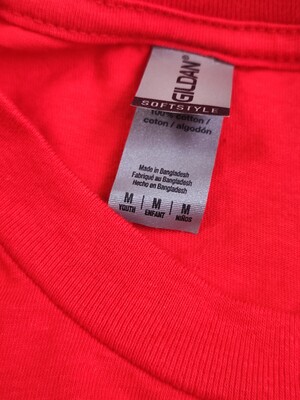 GILDAN®
SOFTSTYLE
100% cotton /
coton / algodón
Made in Bangladesh
Fabriqué au Bangladesh
Hecho en Bangladesh
M M M
YOUTH ENFANT NIÑOS